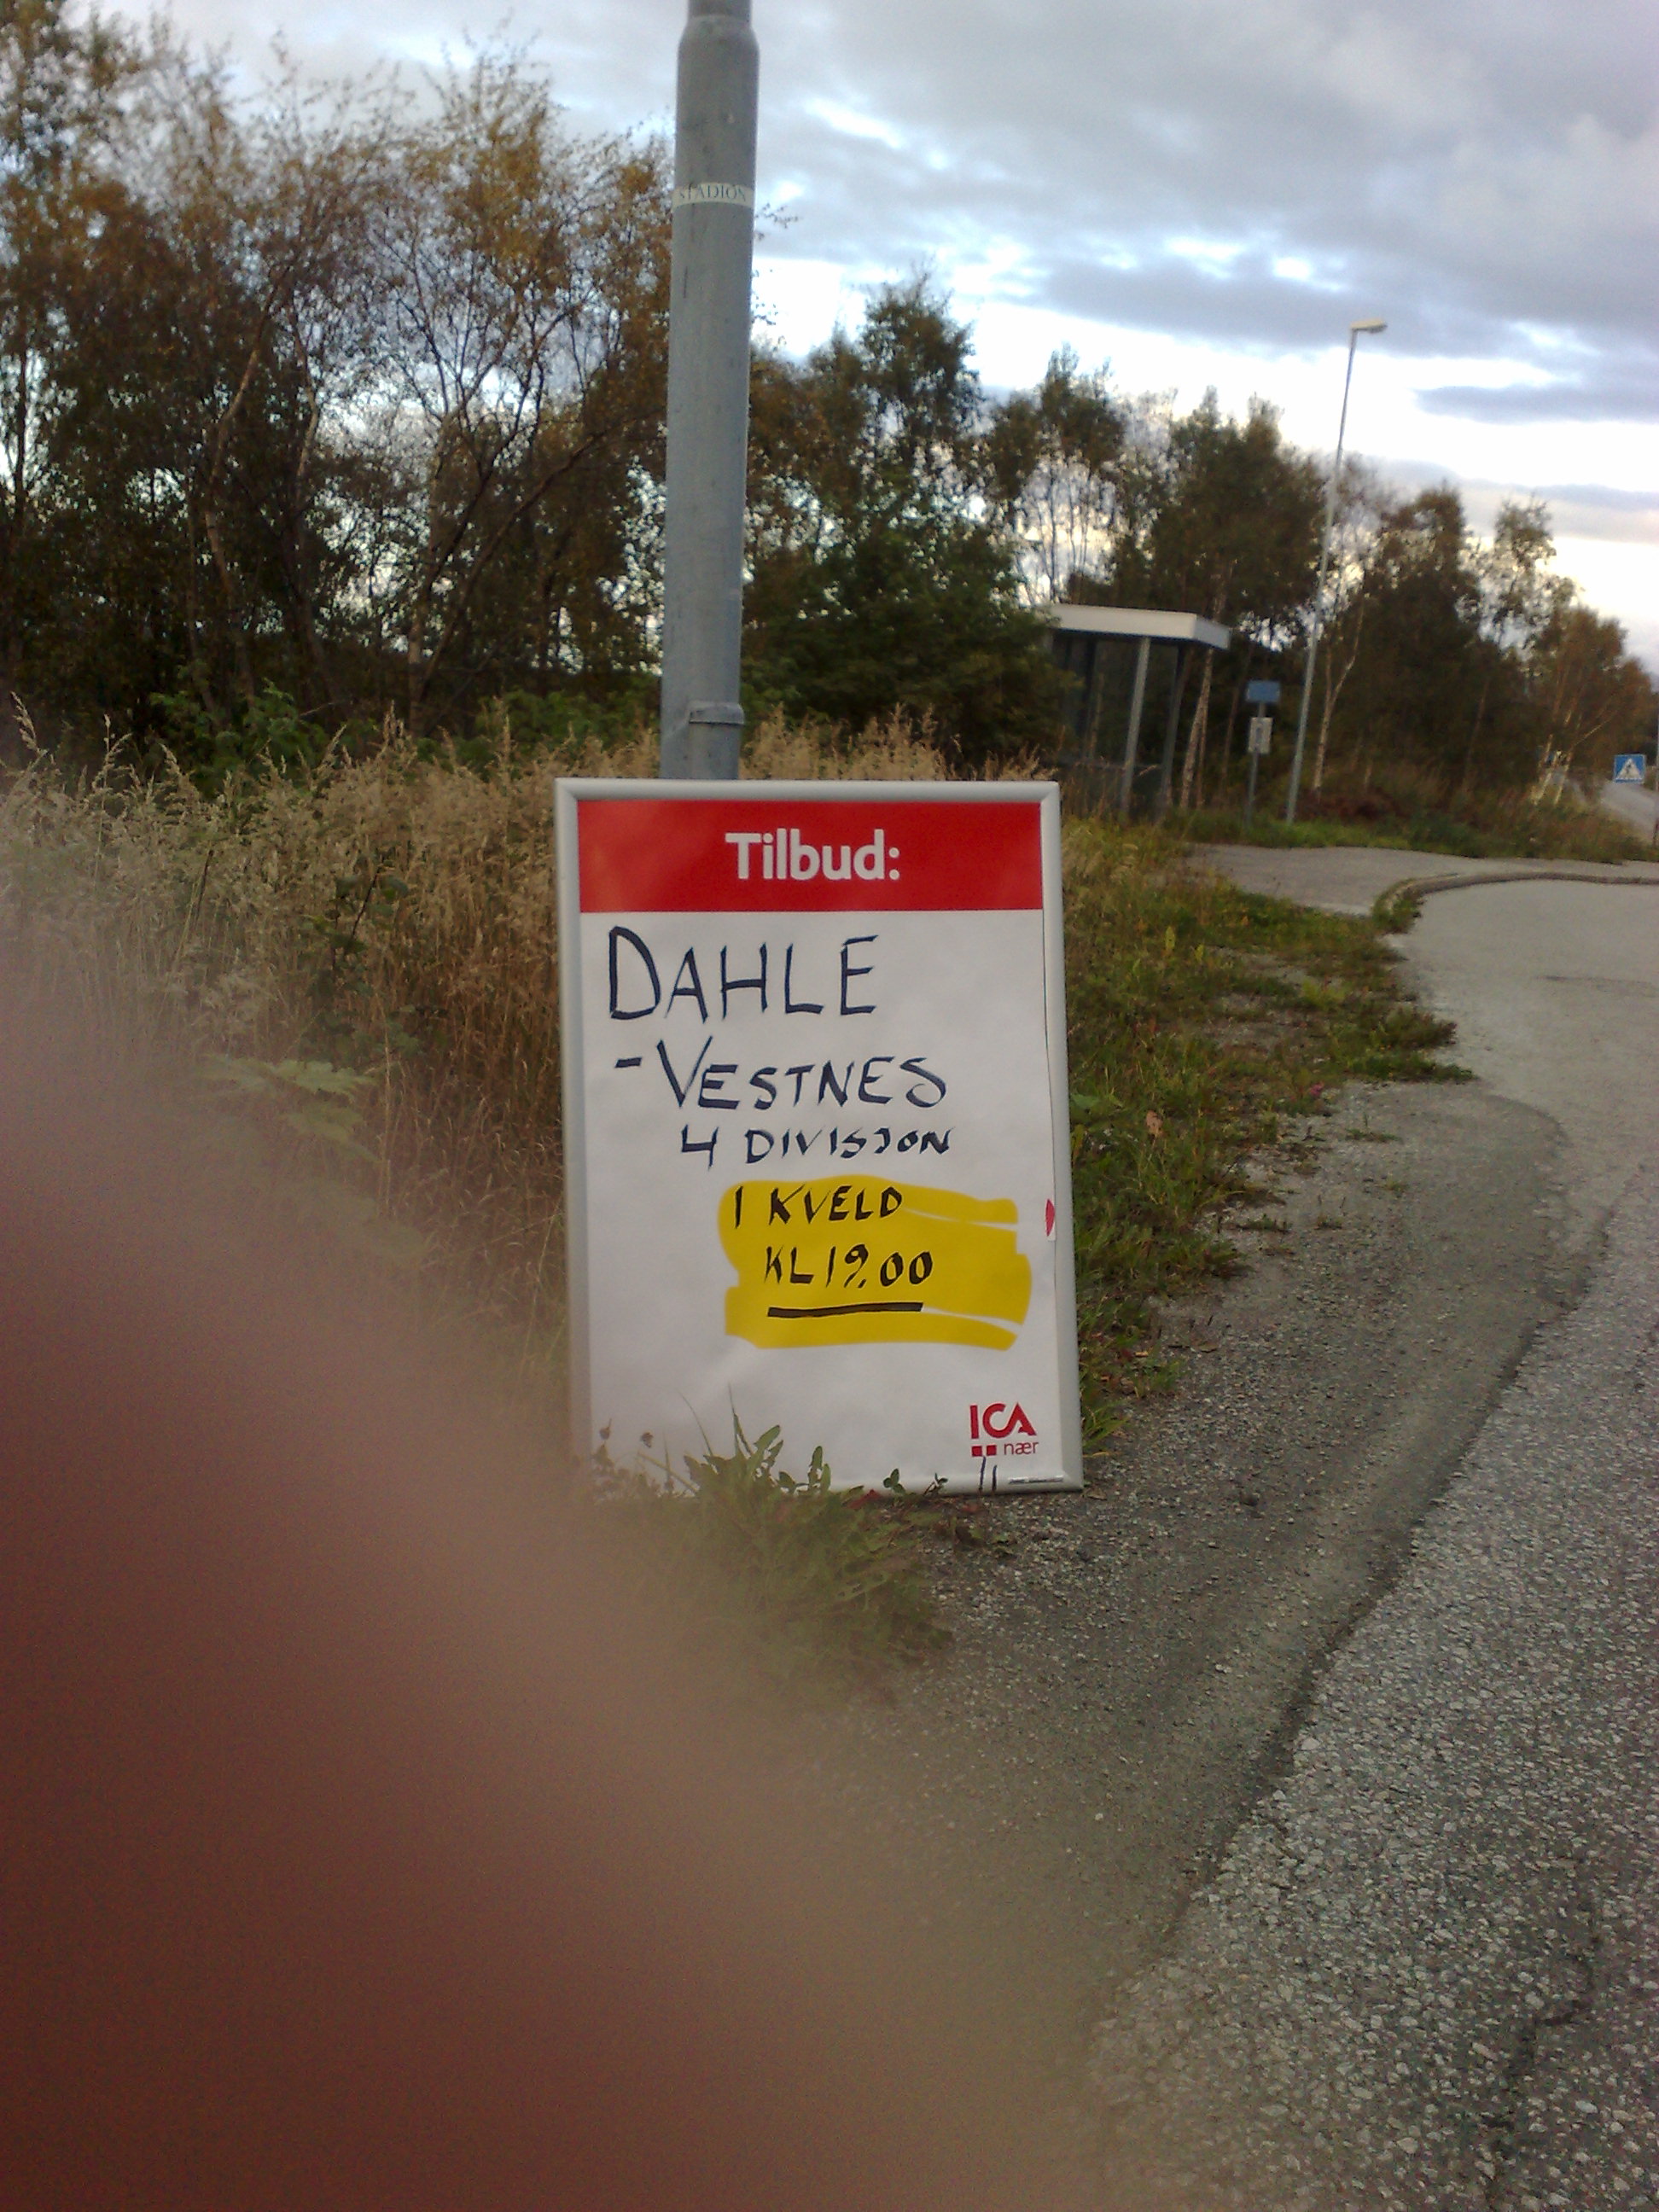 STADION
Tilbud:
DAHLE
- VESTNES
4 DIVISJON
I KVELD
KL 19.00
ICA
nær